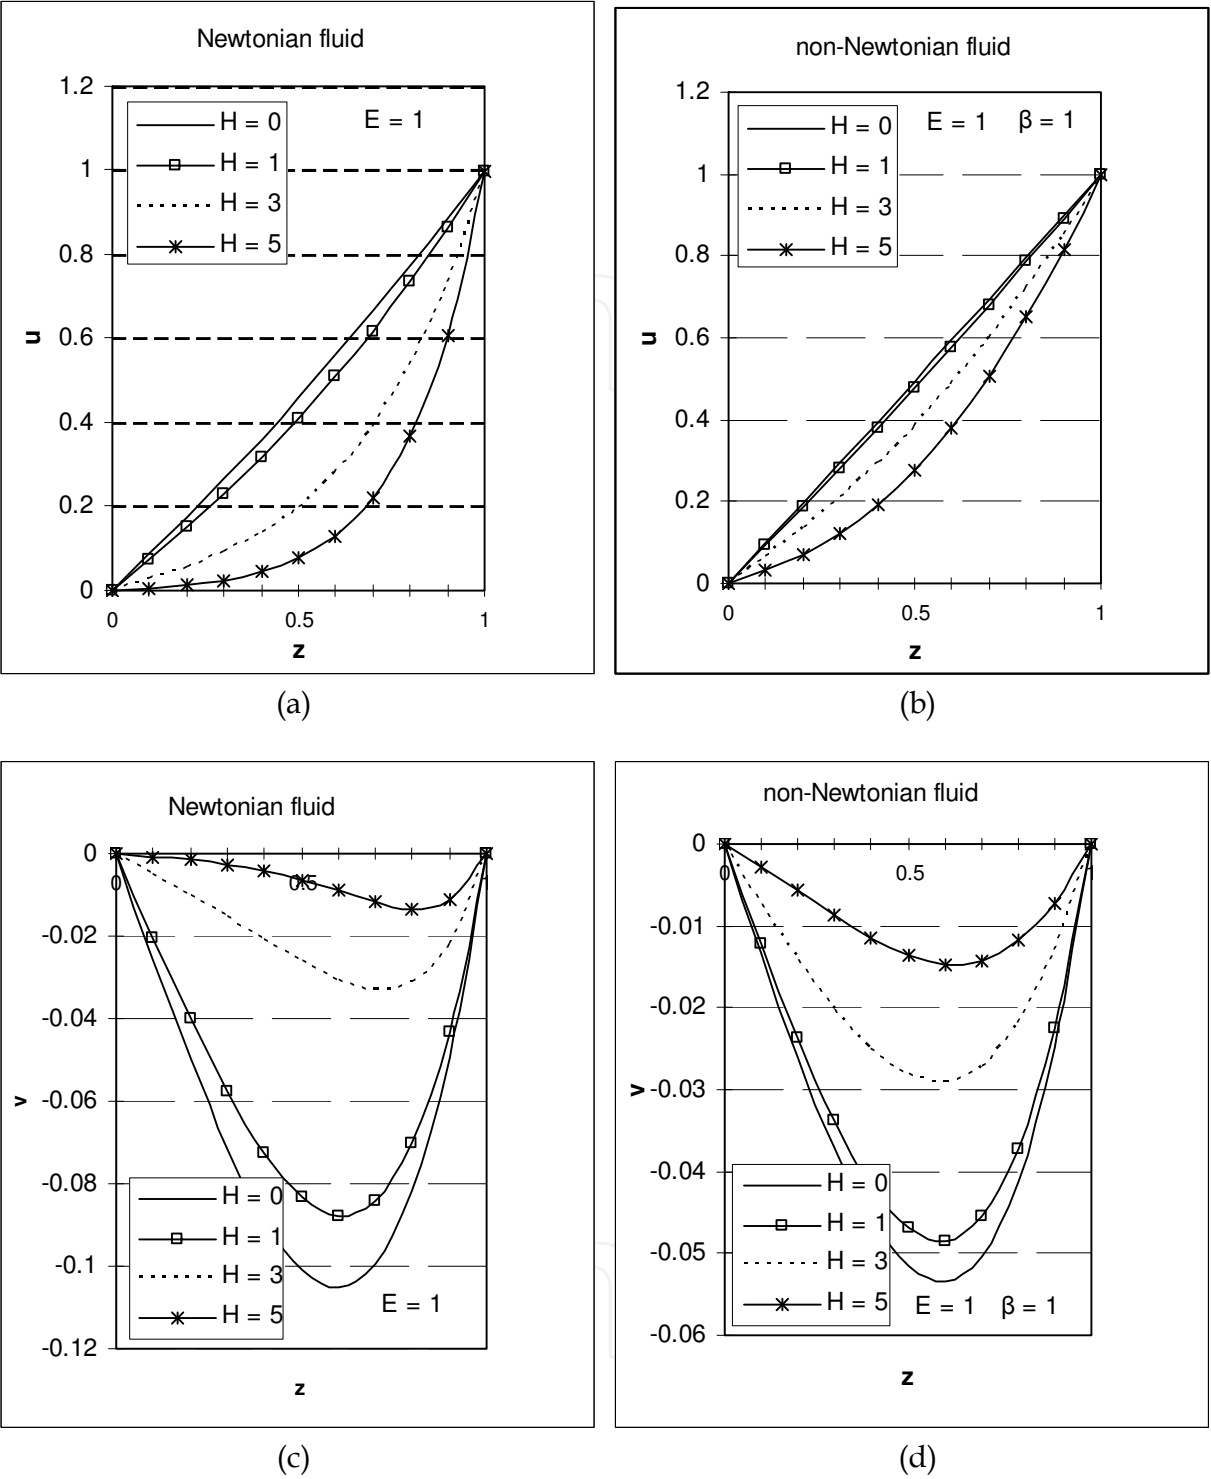 Newtonian fluid
1.2
1
0.8
0.6
0.4
0.2
0
H = 0
H = 1
H = 3
H = 5
E = 1
u
0
0.5
1
z
(a)
non-Newtonian fluid
1.2
1
0.8
0.6
0.4
0.2
0
H = 0
H = 1
H = 3
H = 5
E = 1 β = 1
u
0
0.5
1
z
(b)
Newtonian fluid
0
-0.02
-0.04
-0.06
-0.08
-0.1
-0.12
0
0.5
1
v
H = 0
H = 1
H = 3
H = 5
E = 1
z
(c)
non-Newtonian fluid
0
-0.01
-0.02
-0.03
-0.04
-0.05
-0.06
0
0.5
1
v
H = 0
H = 1
H = 3
H = 5
E = 1 β = 1
z
(d)